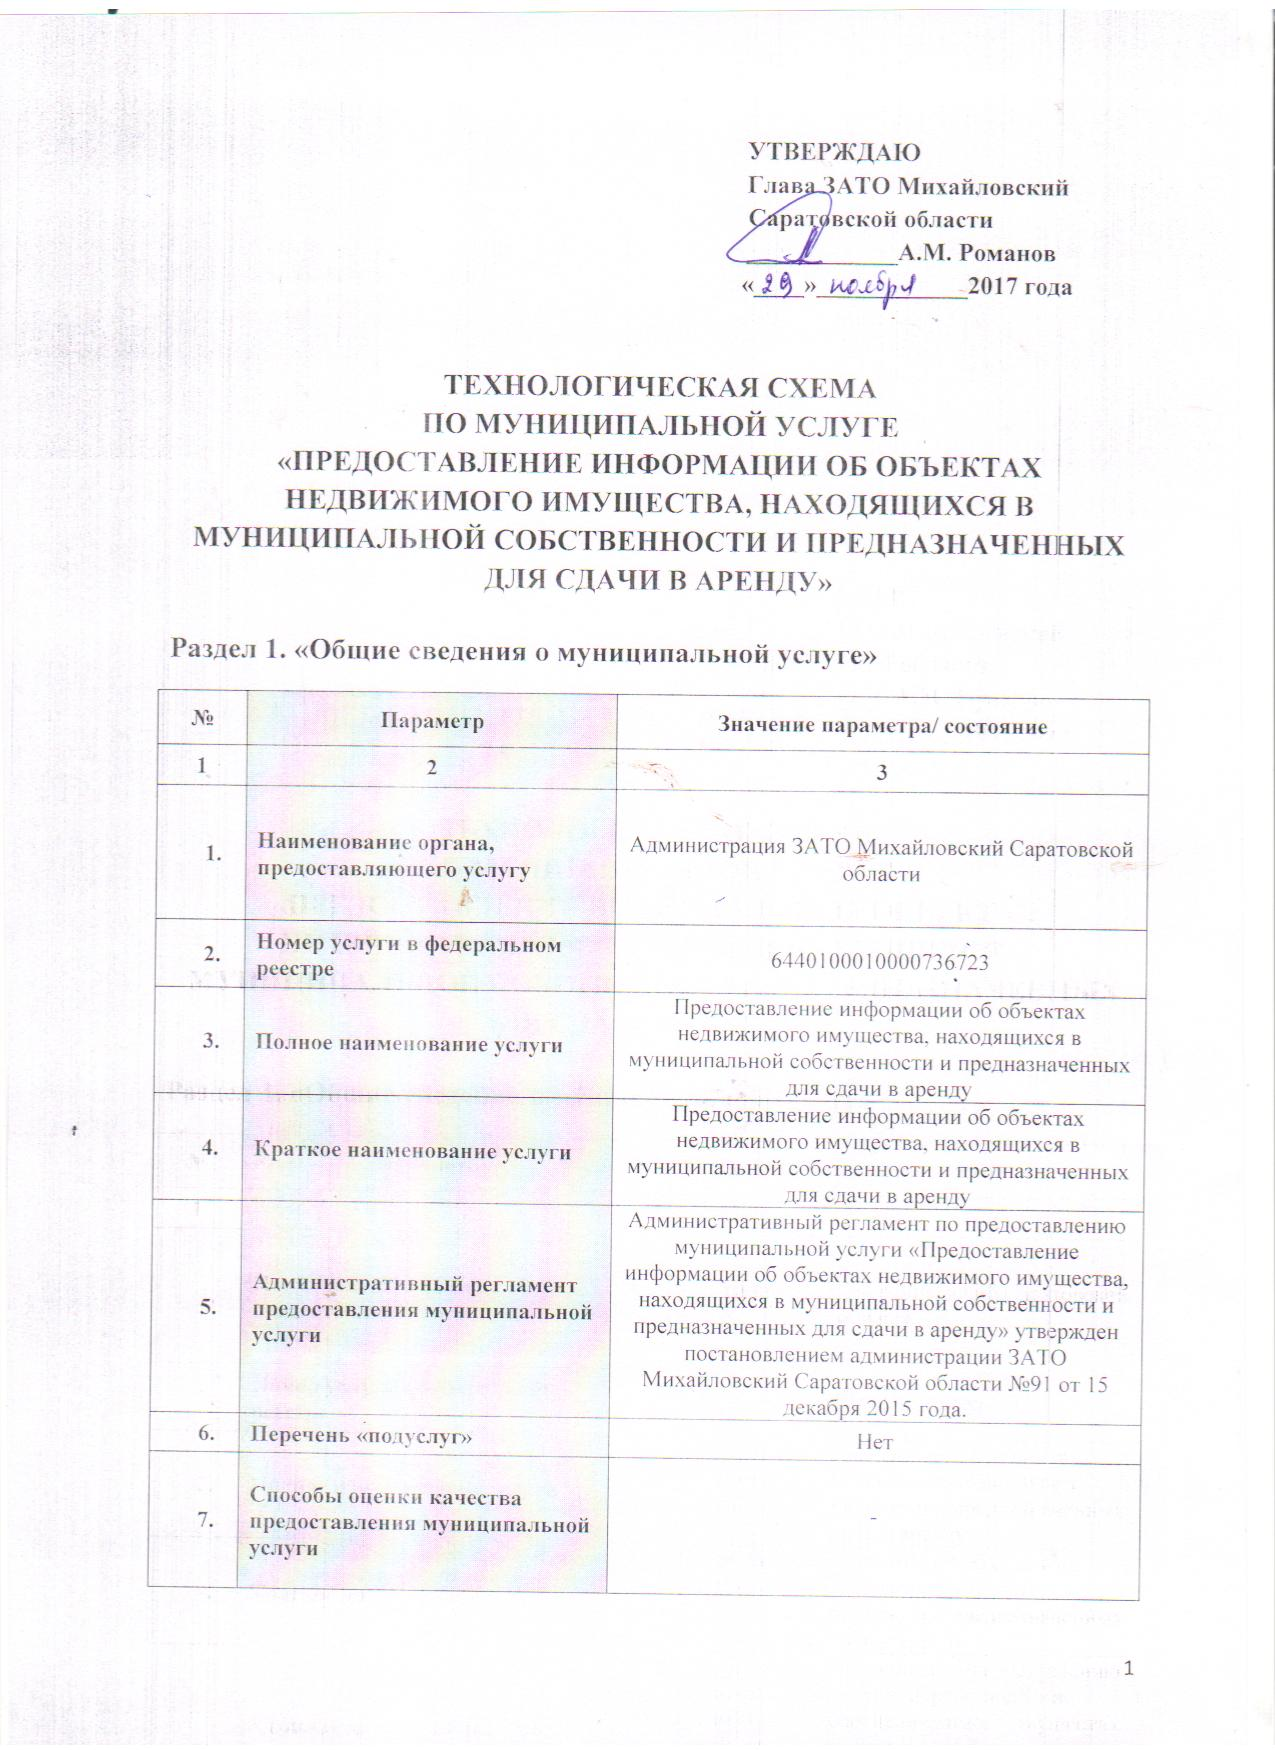 УТВЕРЖДАЮ
Глава ЗАТО Михайловский
Саратовской области
____________А.М. Романов
«29» ноября 2017 года
ТЕХНОЛОГИЧЕСКАЯ СХЕМА
ПО МУНИЦИПАЛЬНОЙ УСЛУГЕ
«ПРЕДОСТАВЛЕНИЕ ИНФОРМАЦИИ ОБ ОБЪЕКТАХ
НЕДВИЖИМОГО ИМУЩЕСТВА, НАХОДЯЩИХСЯ В
МУНИЦИПАЛЬНОЙ СОБСТВЕННОСТИ И ПРЕДНАЗНАЧЕННЫХ
ДЛЯ СДАЧИ В АРЕНДУ»
Раздел 1. «Общие сведения о муниципальной услуге»
№ Параметр Значение параметра/ состояние
1 2 3
1. Наименование органа,
предоставляющего услугу
Администрация ЗАТО Михайловский Саратовской
области
2. Номер услуги в федеральном
реестре
6440100010000736723
3. Полное наименование услуги
Предоставление информации об объектах
недвижимого имущества, находящихся в
муниципальной собственности и предназначенных
для сдачи в аренду
4. Краткое наименование услуги
Предоставление информации об объектах
недвижимого имущества, находящихся в
муниципальной собственности и предназначенных
для сдачи в аренду
5. Административный регламент
предоставления муниципальной
услуги
Административный регламент по предоставлению
муниципальной услуги «Предоставление
информации об объектах недвижимого имущества,
находящихся в муниципальной собственности и
предназначенных для сдачи в аренду» утвержден
постановлением администрации ЗАТО
Михайловский Саратовской области №91 от 15
декабря 2015 года.
6. Перечень «подуслуг» Нет
7. Способы оценки качества
предоставления муниципальной
услуги
-
1